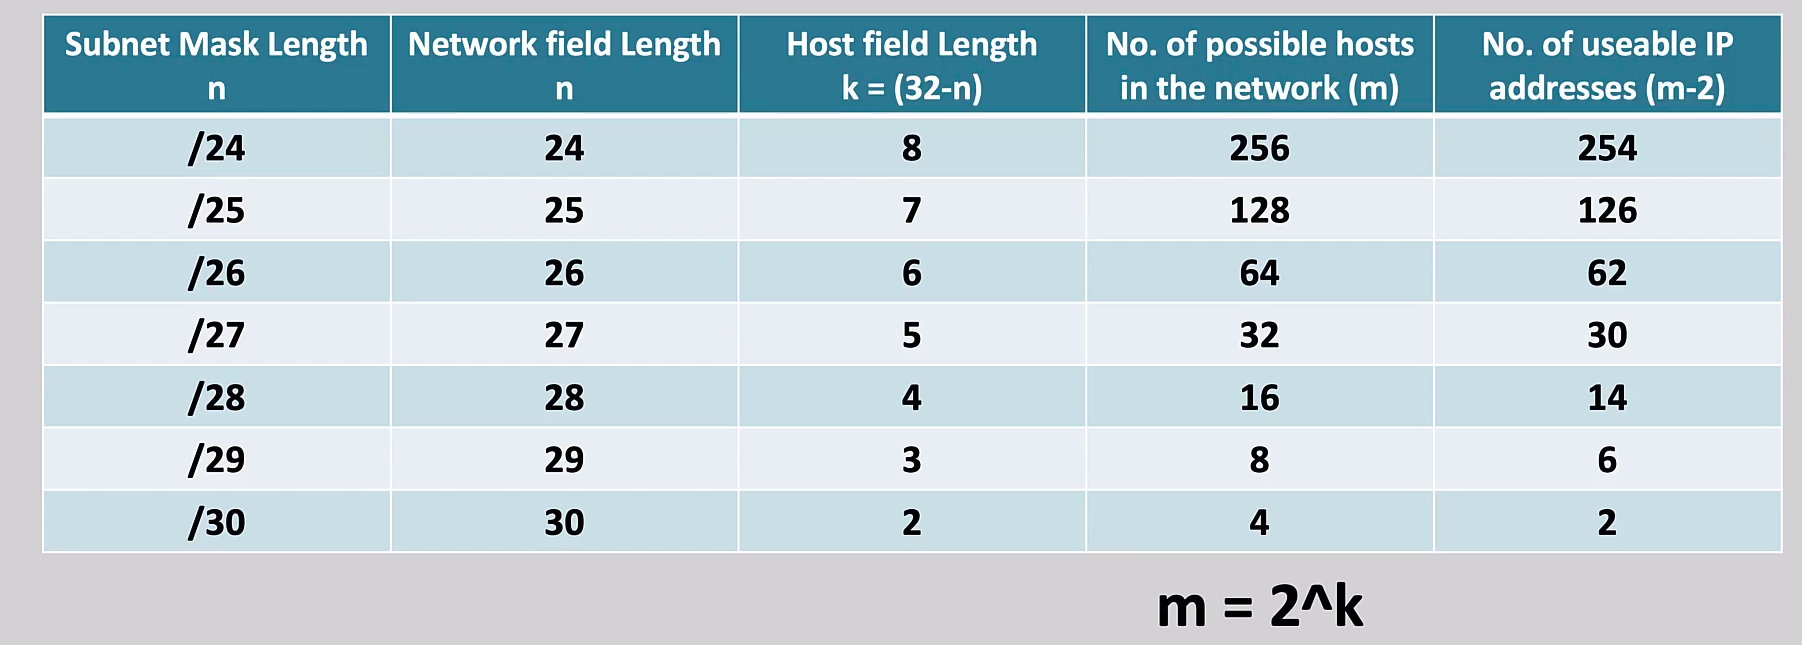 Subnet Mask Length Network field Length Host field Length No. of possible hosts No. of useable IP
n n k = (32-n) in the network (m) addresses (m-2)
/24 24 8 256 254
/25 25 7 128 126
/26 26 6 64 62
/27 27 5 32 30
/28 28 4 16 14
/29 29 3 8 6
/30 30 2 4 2
m = 2^k